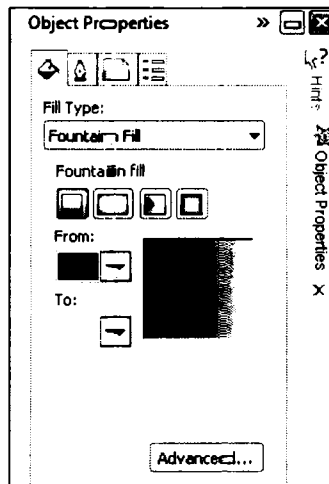 Object Properties
Fill Type:
Fountain Fill
Fountain fill
From:
To:
Advanced...
Hints
Object Properties